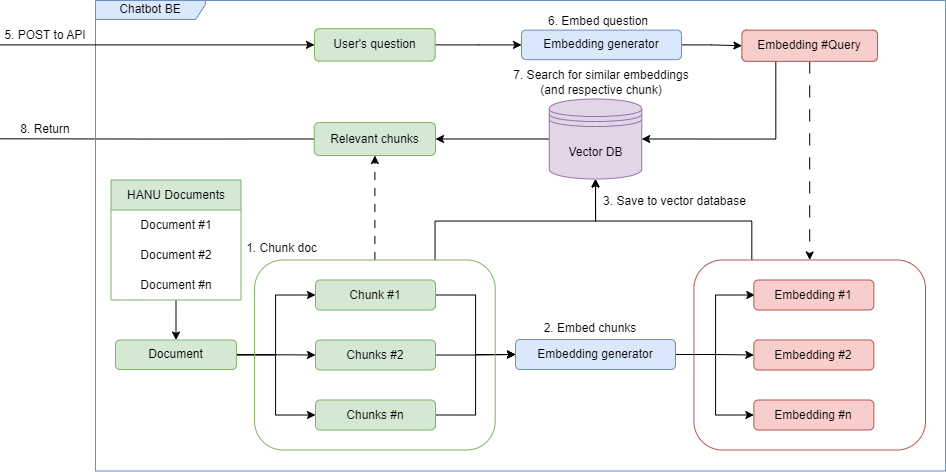 Chatbot BE
5. POST to API
User's question
6. Embed question
Embedding generator
Embedding #Query
7. Search for similar embeddings
(and respective chunk)
8. Return
Relevant chunks
Vector DB
HANU Documents
Document #1
Document #2
Document #n
3. Save to vector database
1. Chunk doc
Chunk #1
Chunks #2
Chunks #n
Document
2. Embed chunks
Embedding generator
Embedding #1
Embedding #2
Embedding #n